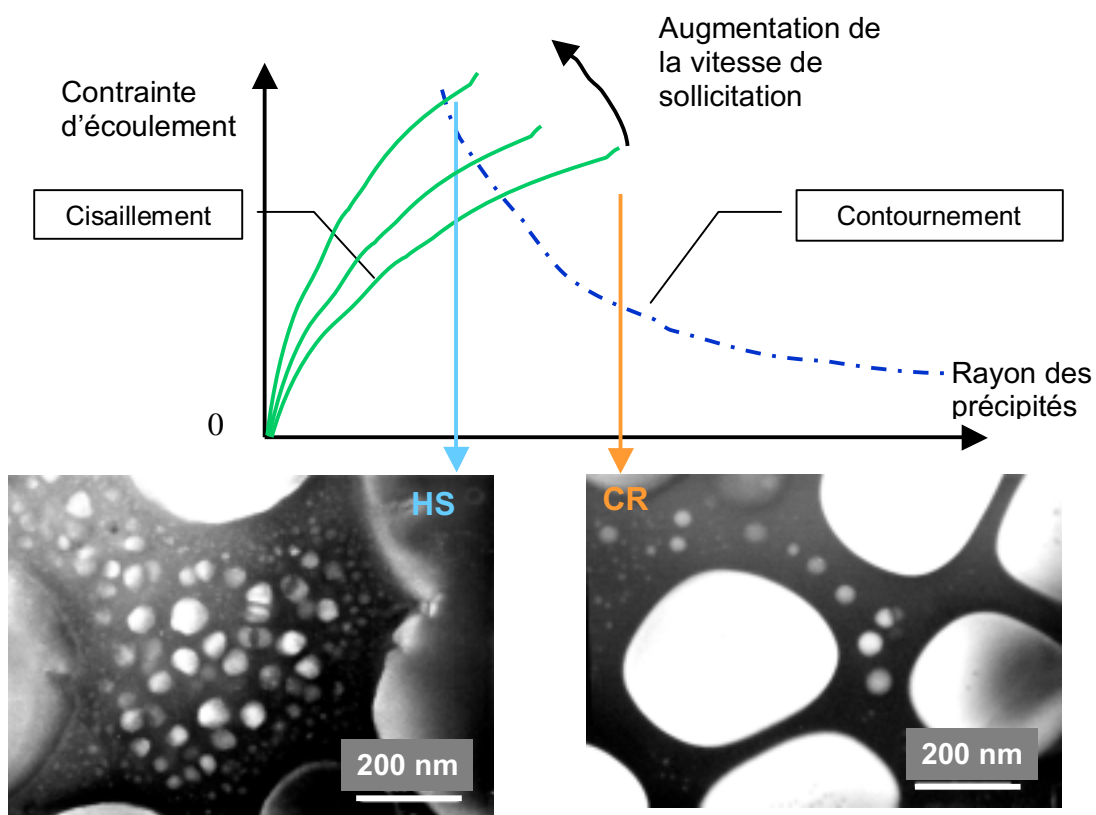 Augmentation de
la vitesse de
sollicitation
Contrainte
d’écoulement
Cisaillement
Contournement
Rayon des
précipités
0
HS
CR
200 nm
200 nm